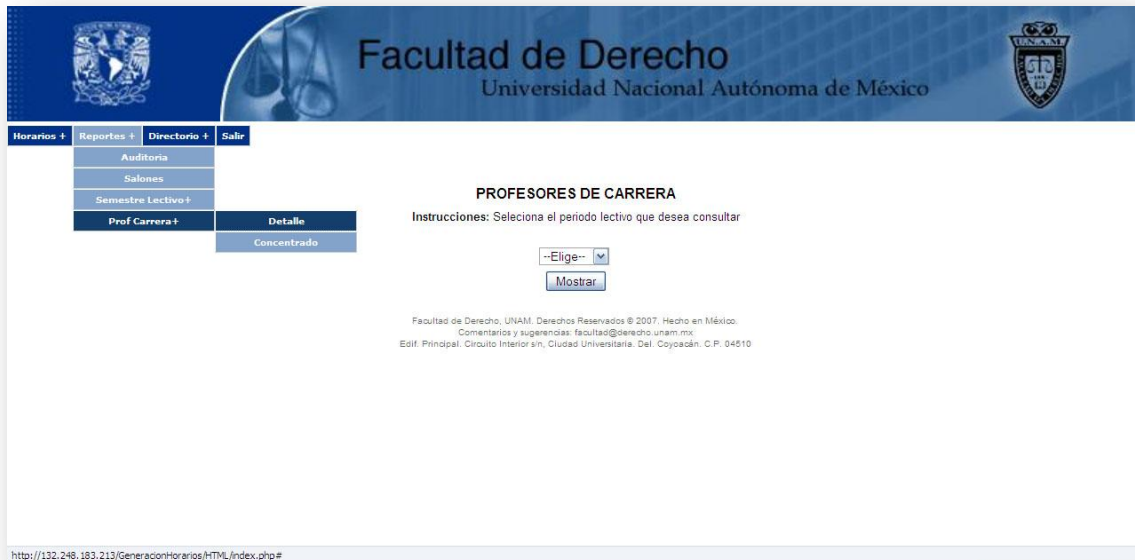 Facultad de Derecho
Universidad Nacional Autónoma de México
U.N.A.M.
Horarios + Reportes + Directorio + Salir
Auditoria
Salones
Semestre Lectivo+
Prof Carrera+ Detalle
Concentrado
PROFESORES DE CARRERA
Instrucciones: Seleciona el periodo lectivo que desea consultar
--Elige--
Mostrar
Facultad de Derecho, UNAM. Derechos Reservados © 2007. Hecho en México.
Comentarios y sugerencias: facultad@derecho.unam.mx
Edif. Principal. Circuito Interior s/n, Ciudad Universitaria. Del. Coyoacán. C.P. 04510
http://132.248.183.213/GeneracionHorarios/HTML/index.php#